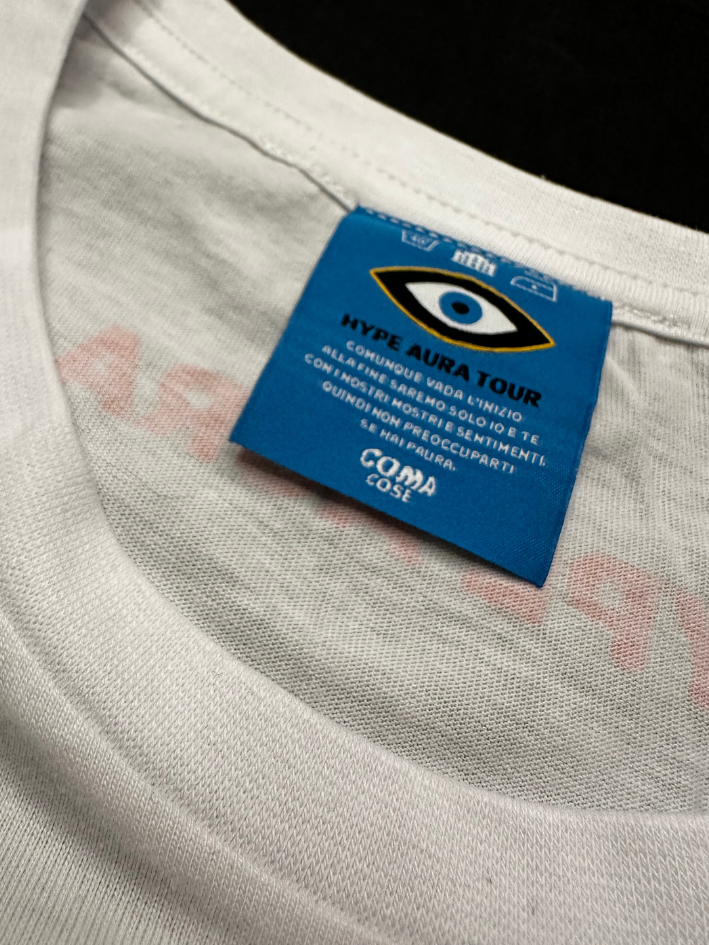 HYPE AURA TOUR
COMUNQUE VADA L'INIZIO
ALLA FINE SAREMO SOLO IO E TE
CON I NOSTRI MOSTRI E SENTIMENTI.
QUINDI NON PREOCCUPARTI
SE HAI PAURA.
COMA
COSE